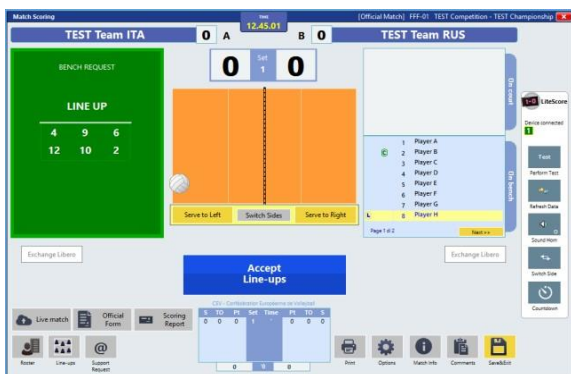 Match Scoring
TIME
12.45.01
[Official Match] FFF-01 TEST Competition - TEST Championship
TEST Team ITA
0 A
B 0
TEST Team RUS
BENCH REQUEST
LINE UP
4 9 6
12 10 2
0 Set 0
1
Serve to Left
Switch Sides
Serve to Right
On court
On bench
1 Player A
C 2 Player B
3 Player C
4 Player D
5 Player E
6 Player F
7 Player G
L 8 Player H
Page 1 of 2
Next >>
LiteScore
Device connected
1
Test
Perform Test
Refresh Data
Sound Horn
Switch Side
Countdown
Exchange Libero
Accept
Line-ups
Exchange Libero
Live match
Official
Form
Scoring
Report
S TO Pt Set Time Pt TO S
0 0 0 1 0 0 0
0 0
Roster
Line-ups
Support
Request
Print
Options
Match Info
Comments
Save&Exit